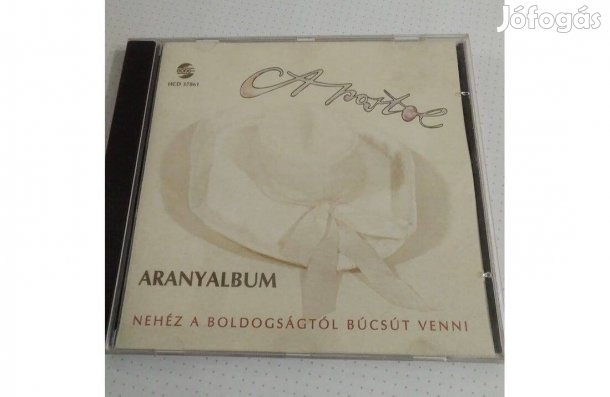 Jófogás
HCD 37861
Apostol
ARANYALBUM
NEHÉZ A BOLDOGSÁGTÓL BÚCSÚT VENNI